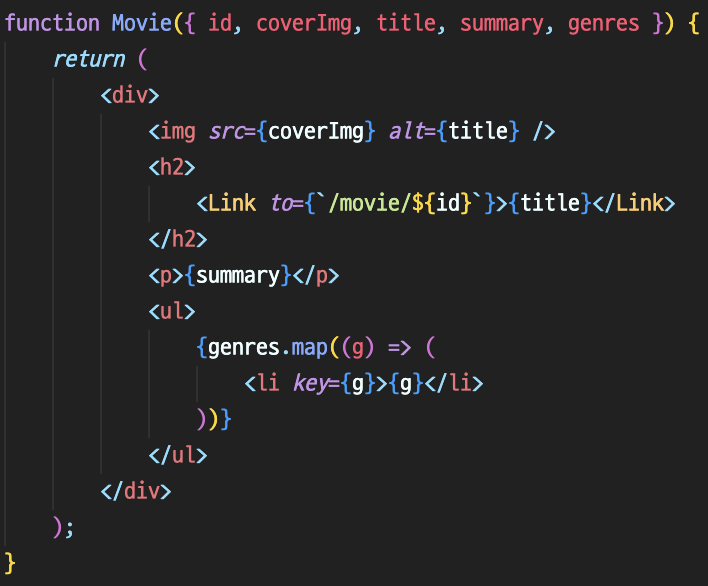 function Movie({ id, coverImg, title, summary, genres }) {
    return (
        <div>
            <img src={coverImg} alt={title} />
            <h2>
                <Link to={`/movie/${id}`}>{title}</Link>
            </h2>
            <p>{summary}</p>
            <ul>
                {genres.map((g) => (
                    <li key={g}>{g}</li>
                ))}
            </ul>
        </div>
    );
}